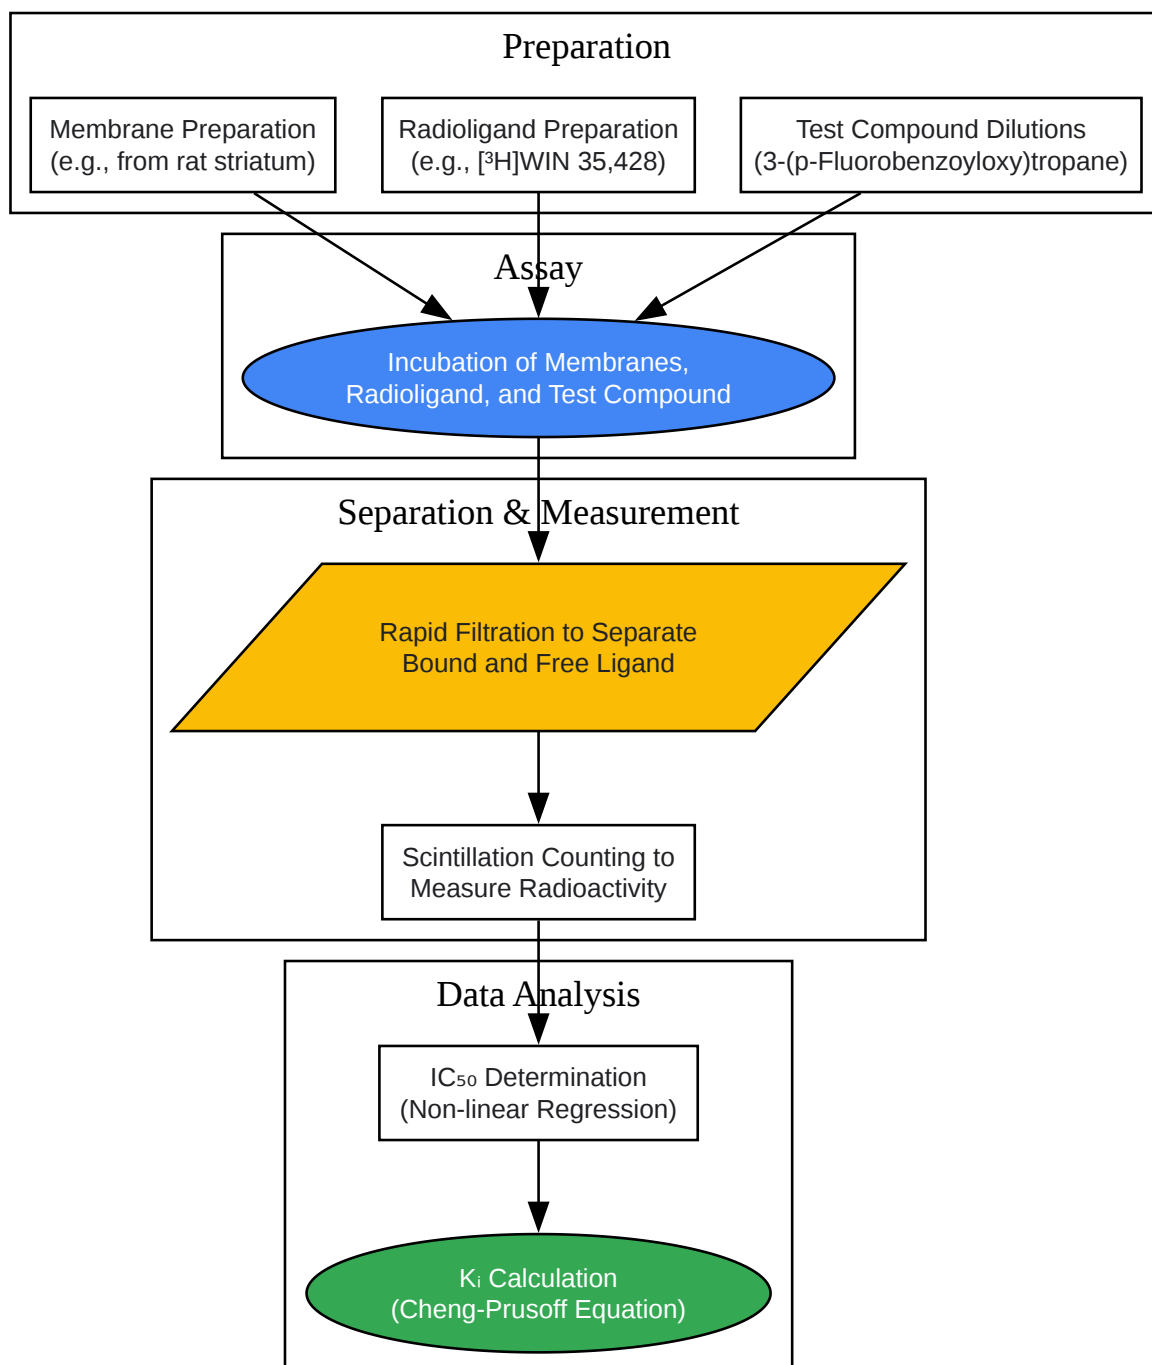 Preparation
Membrane Preparation
(e.g., from rat striatum)
Radioligand Preparation
(e.g., [³H]WIN 35,428)
Test Compound Dilutions
(3-(p-Fluorobenzoyloxy)tropane)
Assay
Incubation of Membranes,
Radioligand, and Test Compound
Separation & Measurement
Rapid Filtration to Separate
Bound and Free Ligand
Scintillation Counting to
Measure Radioactivity
Data Analysis
IC₅₀ Determination
(Non-linear Regression)
Kᵢ Calculation
(Cheng-Prusoff Equation)